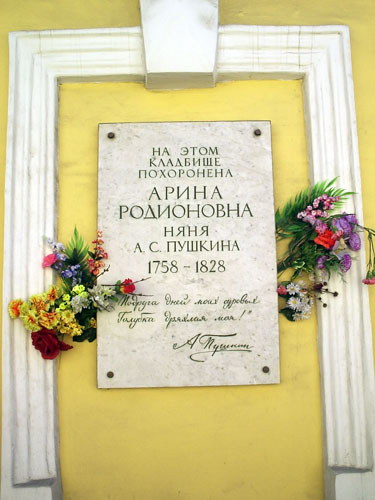 НА ЭТОМ
КЛАДБИЩЕ
ПОХОРОНЕНА
АРИНА
РОДИОНОВНА
НЯНЯ
А. С. ПУШКИНА
1758 – 1828
"Подруга дней моих суровых
Голубка дряхлая моя!"
А Пушкин